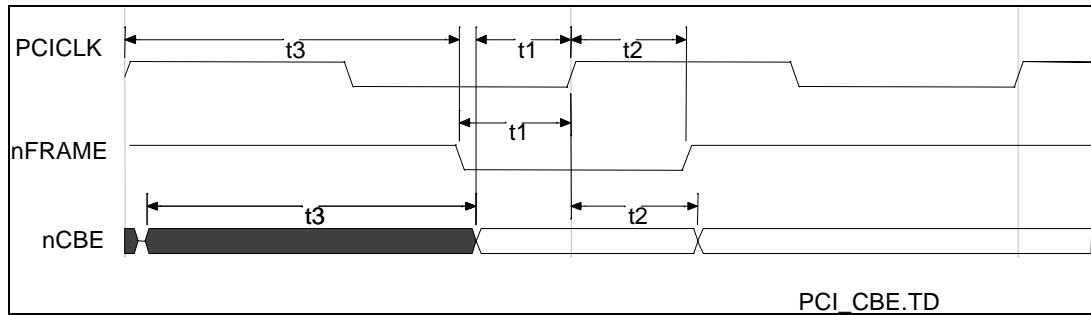 PCICLK
t3
t1
t2
nFRAME
t1
nCBE
t3
t2
PCI_CBE.TD